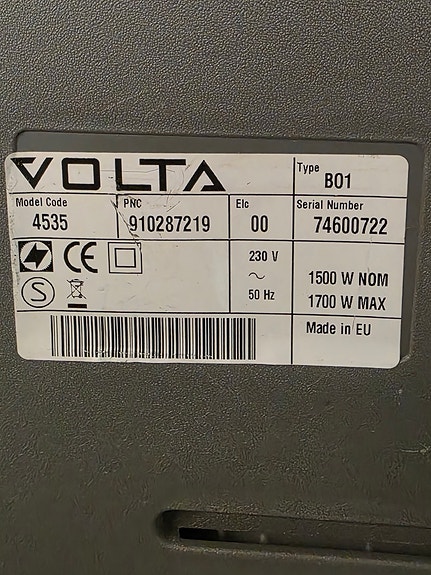 VOLTA
Type
B01
Model Code
4535
PNC
910287219
Elc
00
Serial Number
74600722
CE
S
230 V
~
50 Hz
1500 W NOM
1700 W MAX
Made in EU